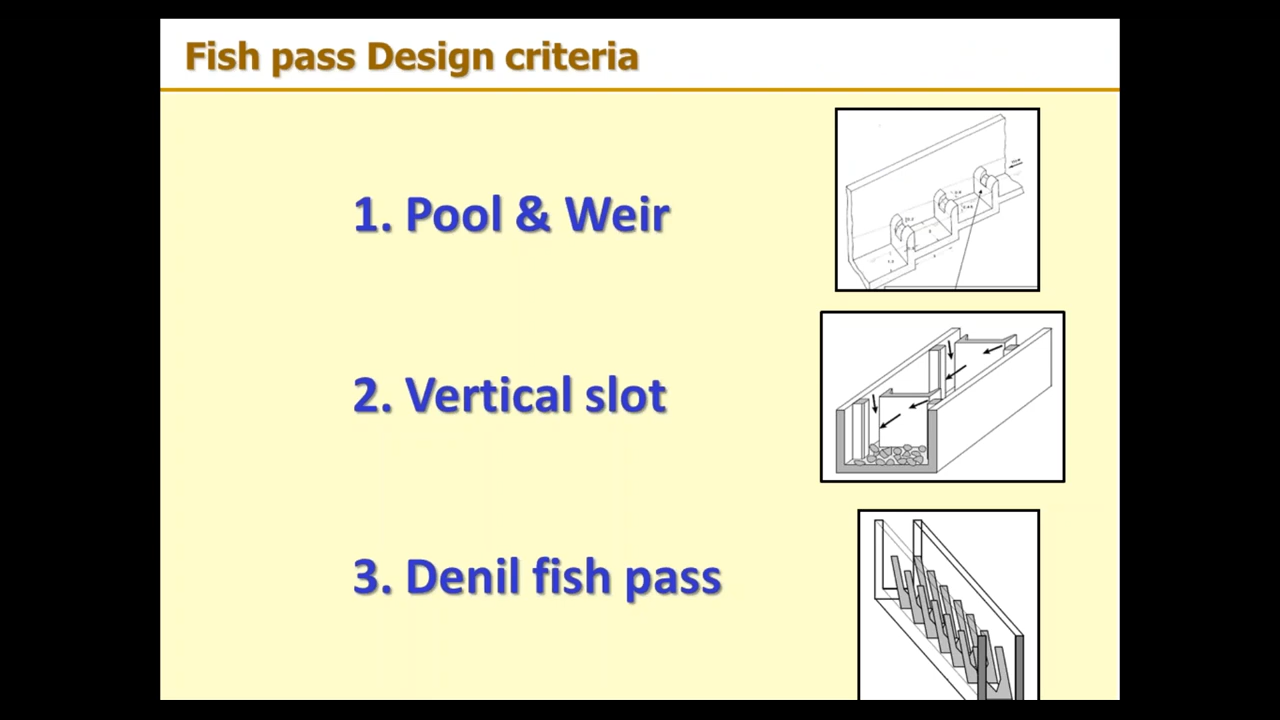 Fish pass Design criteria
1. Pool & Weir
2. Vertical slot
3. Denil fish pass